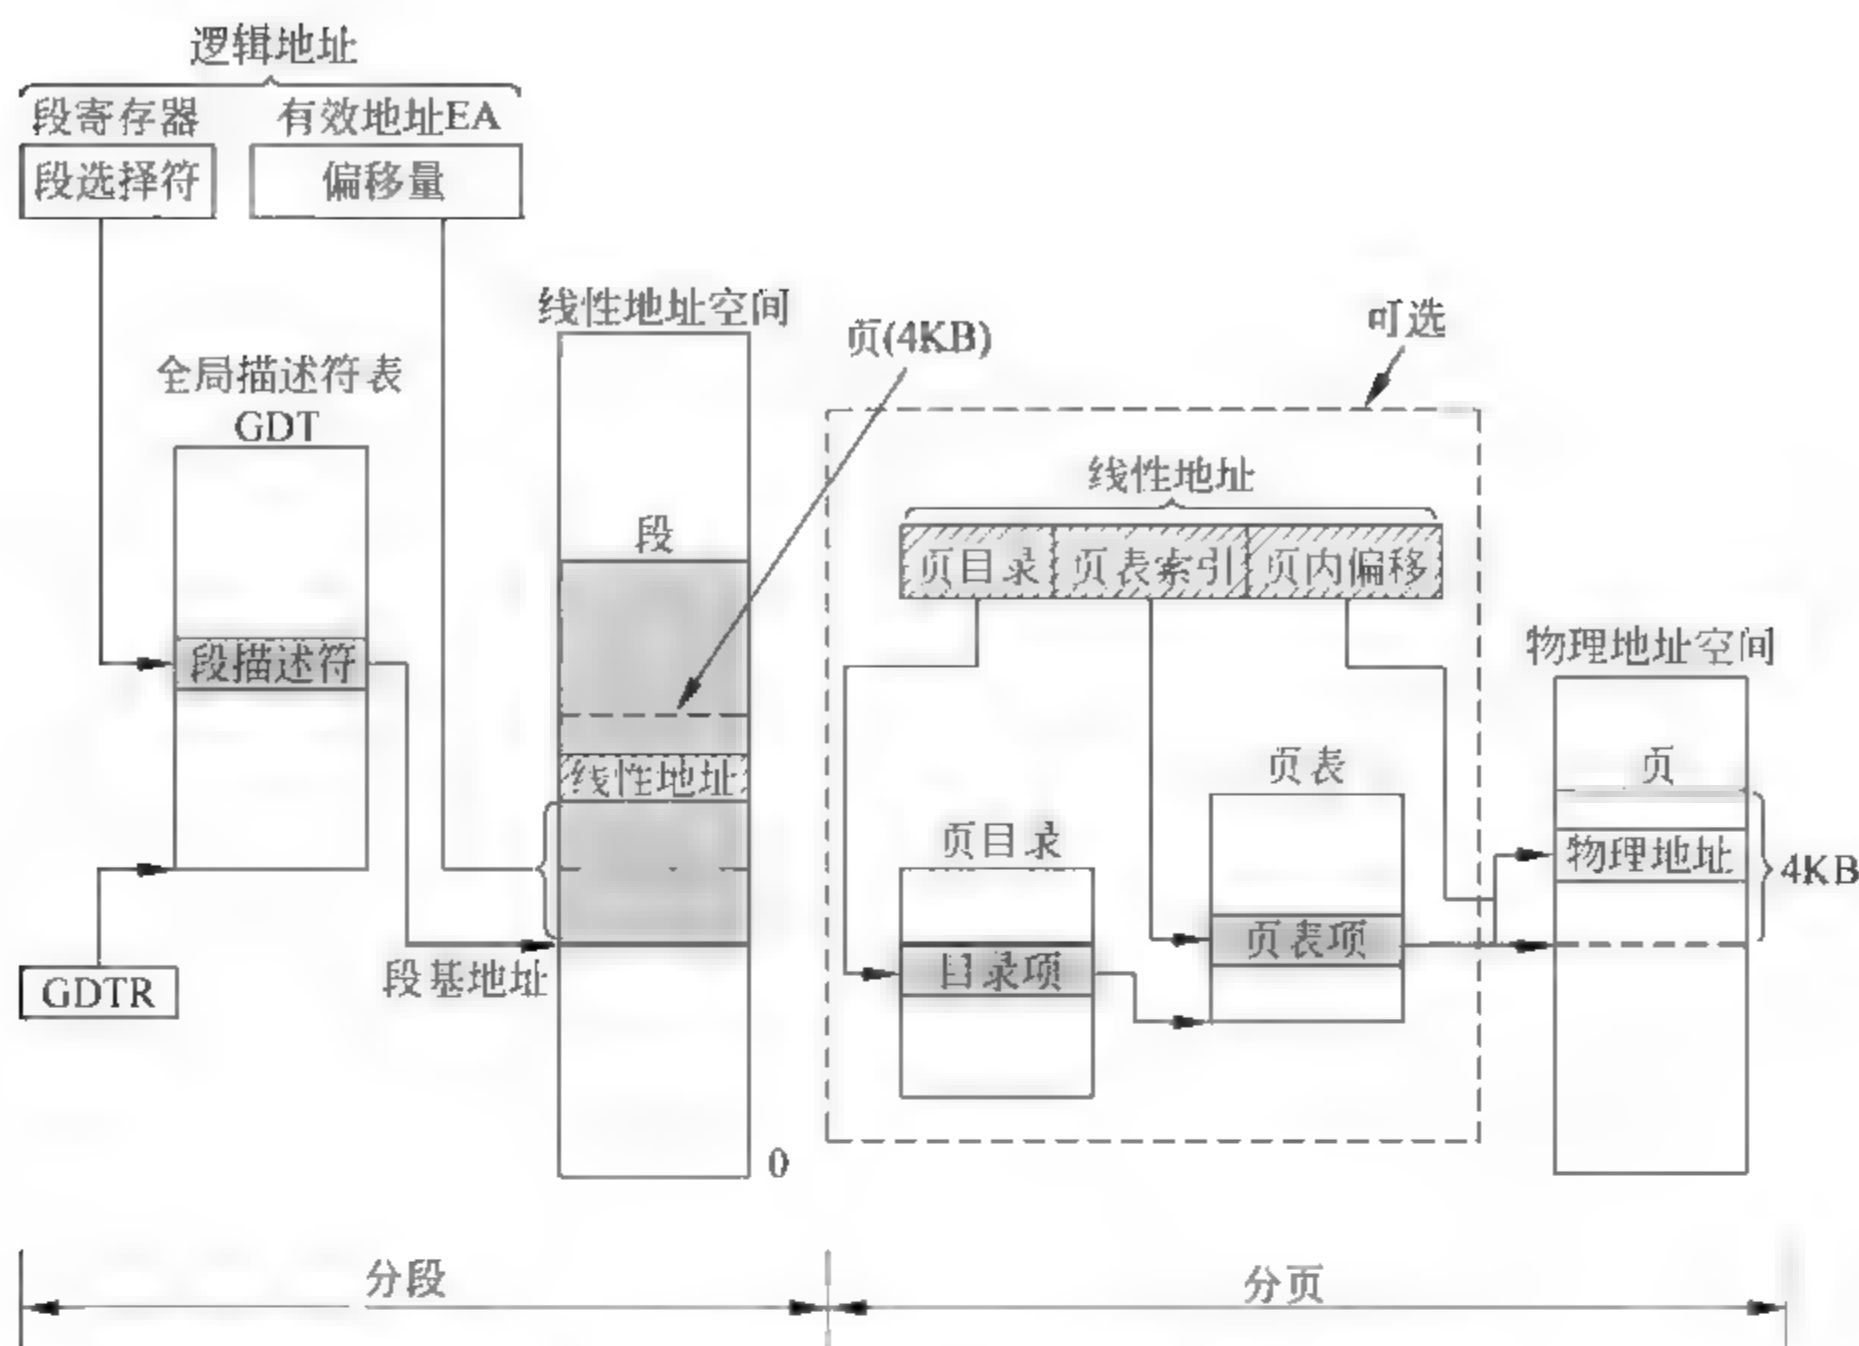 逻辑地址
段寄存器 有效地址EA
段选择符 偏移量
线性地址空间
页(4KB)
可选
全局描述符表
GDT
线性地址
段
页目录 页表索引 页内偏移
段描述符
物理地址空间
线性地址
页表
页
页目录
物理地址
4KB
页表项
目录项
段基地址
GDTR
0
分段
分页